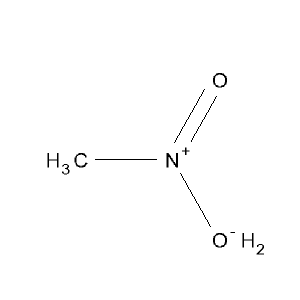 O
H3C N+
O- H2